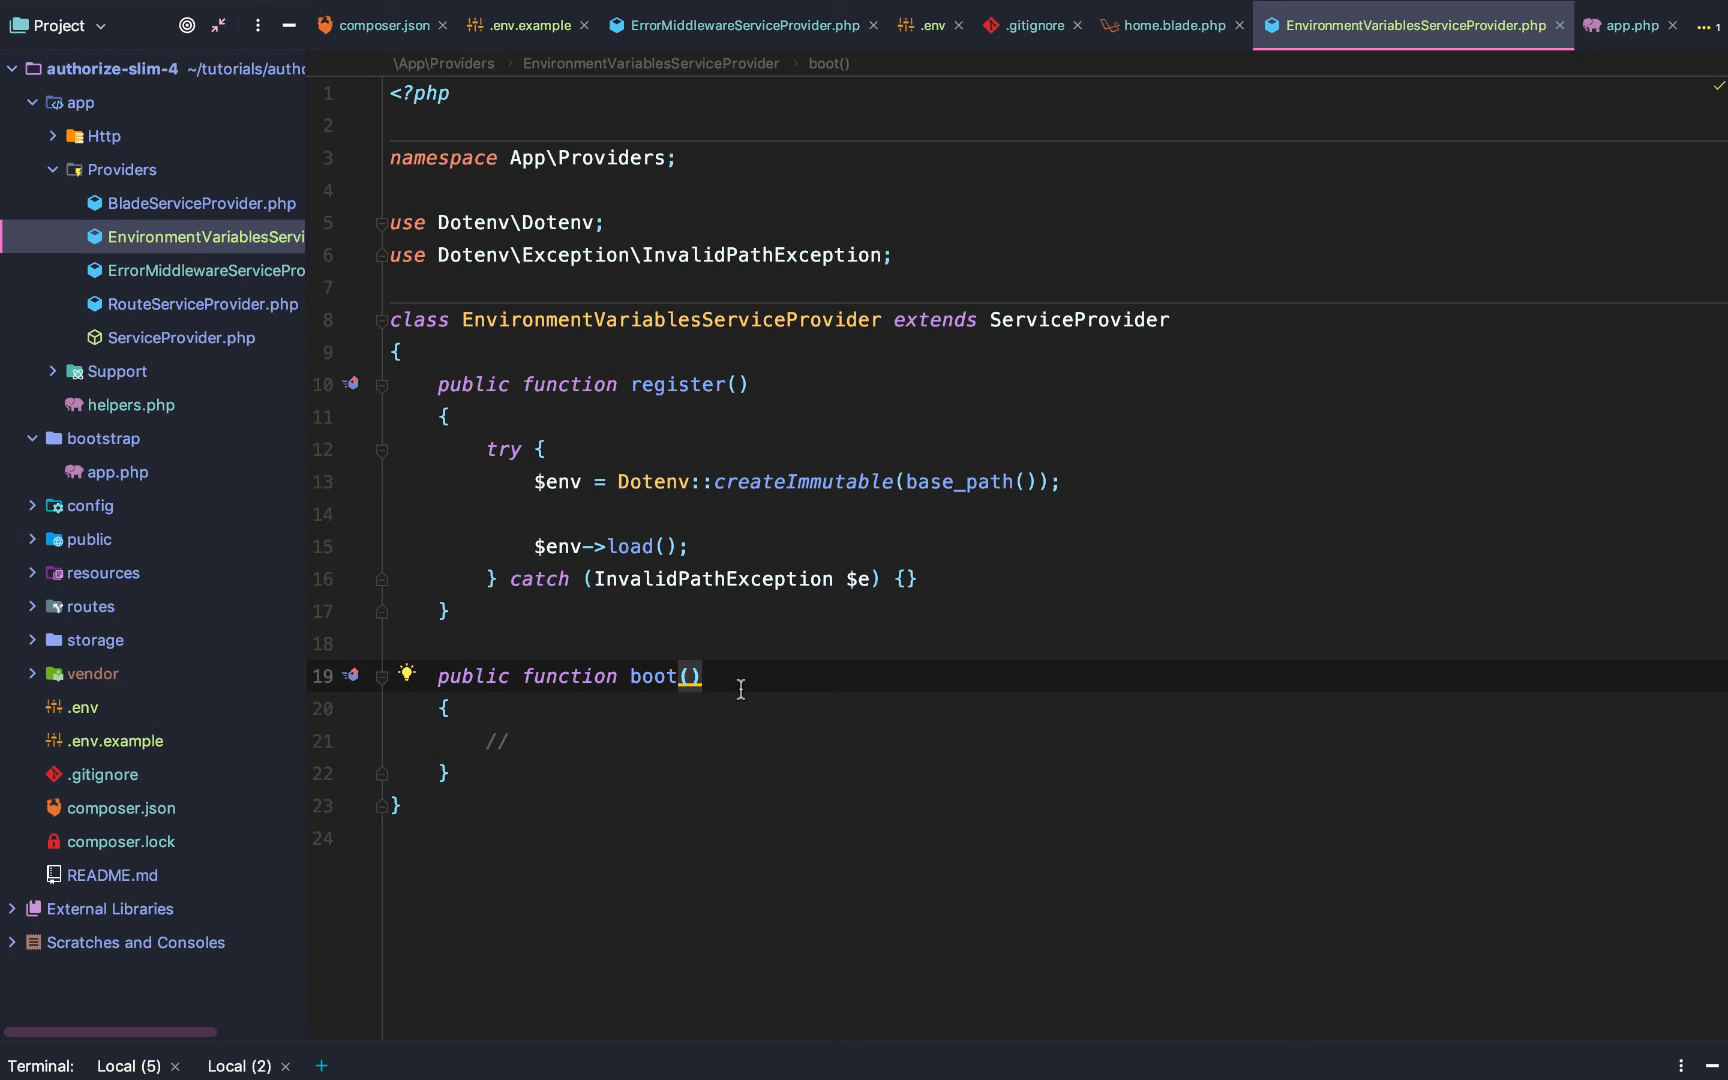 Project
composer.json
.env.example
ErrorMiddlewareServiceProvider.php
.env
.gitignore
home.blade.php
EnvironmentVariablesServiceProvider.php
app.php
1
authorize-slim-4 ~/tutorials/autho
app
Http
Providers
BladeServiceProvider.php
EnvironmentVariablesServi
ErrorMiddlewareServicePro
RouteServiceProvider.php
ServiceProvider.php
Support
helpers.php
bootstrap
app.php
config
public
resources
routes
storage
vendor
.env
.env.example
.gitignore
composer.json
composer.lock
README.md
External Libraries
Scratches and Consoles
\App\Providers > EnvironmentVariablesServiceProvider > boot()
1 <?php
2
3 namespace App\Providers;
4
5 use Dotenv\Dotenv;
6 use Dotenv\Exception\InvalidPathException;
7
8 class EnvironmentVariablesServiceProvider extends ServiceProvider
9 {
10 public function register()
11 {
12 try {
13 $env = Dotenv::createImmutable(base_path());
14
15 $env->load();
16 } catch (InvalidPathException $e) {}
17 }
18
19 public function boot()
20 {
21 //
22 }
23 }
24
Terminal: Local (5) × Local (2) × +